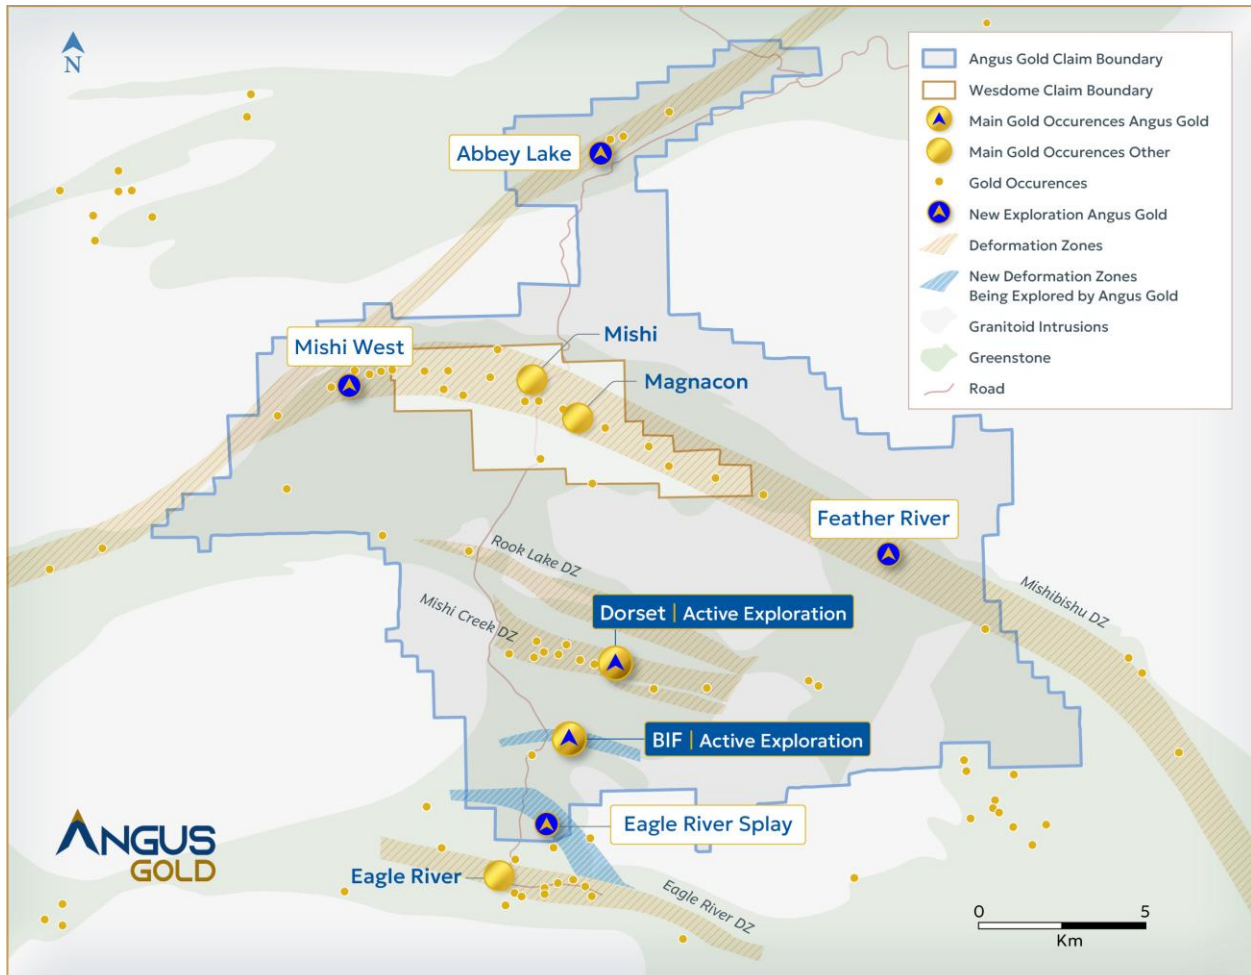 N
Angus Gold Claim Boundary
Wesdome Claim Boundary
Main Gold Occurences Angus Gold
Main Gold Occurences Other
Gold Occurences
New Exploration Angus Gold
Deformation Zones
New Deformation Zones
Being Explored by Angus Gold
Granitoid Intrusions
Greenstone
Road
Abbey Lake
Mishi West
Mishi
Magnacon
Feather River
Rook Lake DZ
Mishi Creek DZ
Mishibishu DZ
Dorset | Active Exploration
BIF | Active Exploration
Eagle River Splay
Eagle River
Eagle River DZ
ANGUS
GOLD
0 5
Km